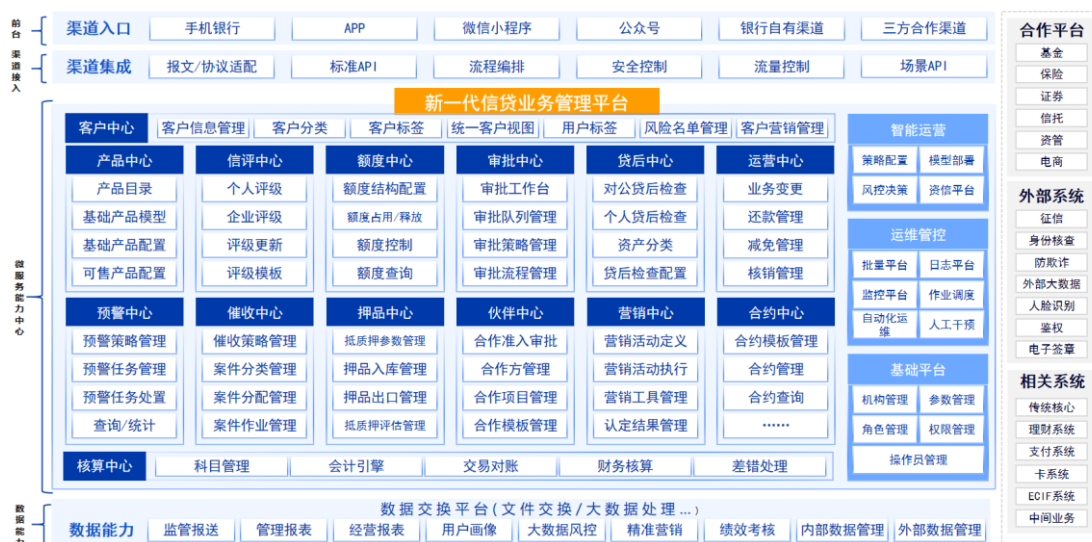 前台
渠道入口
手机银行
APP
微信小程序
公众号
银行自有渠道
三方合作渠道
渠道接入
渠道集成
报文/协议适配
标准API
流程编排
安全控制
流量控制
场景API
新一代信贷业务管理平台
微服务能力中心
客户中心
客户信息管理
客户分类
客户标签
统一客户视图
用户标签
风险名单管理
客户营销管理
产品中心
产品目录
基础产品模型
基础产品配置
可售产品配置
信评中心
个人评级
企业评级
评级更新
评级模板
额度中心
额度结构配置
额度占用/释放
额度控制
额度查询
审批中心
审批工作台
审批队列管理
审批策略管理
审批流程管理
贷后中心
对公贷后检查
个人贷后检查
资产分类
贷后检查配置
运营中心
业务变更
还款管理
减免管理
核销管理
预警中心
预警策略管理
预警任务管理
预警任务处置
查询/统计
催收中心
催收策略管理
案件分类管理
案件分配管理
案件作业管理
押品中心
抵质押参数管理
押品入库管理
押品出口管理
抵质押评估管理
伙伴中心
合作准入审批
合作方管理
合作项目管理
合作模板管理
营销中心
营销活动定义
营销活动执行
营销工具管理
认定结果管理
合约中心
合约模板管理
合约管理
合约查询
……
核算中心
科目管理
会计引擎
交易对账
财务核算
差错处理
智能运营
策略配置
模型部署
风控决策
资信平台
运维管控
批量平台
日志平台
监控平台
作业调度
自动化运
维
人工干预
基础平台
机构管理
参数管理
角色管理
权限管理
操作员管理
数据能
数据交换平台(文件交换/大数据处理…)
数据能力
监管报送
管理报表
经营报表
用户画像
大数据风控
精准营销
绩效考核
内部数据管理
外部数据管理
合作平台
基金
保险
证券
信托
资管
电商
外部系统
征信
身份核查
防欺诈
外部大数据
人脸识别
鉴权
电子签章
相关系统
传统核心
理财系统
支付系统
卡系统
ECIF系统
中间业务